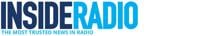 INSIDERADIO
THE MOST TRUSTED NEWS IN RADIO